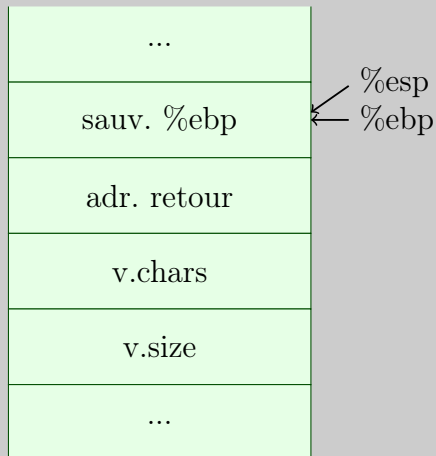 ...
%esp
sauv. %ebp
%ebp
adr. retour
v.chars
v.size
...